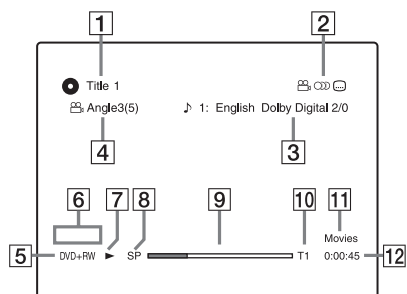 1 2
Title 1
Angle3(5) ♪ 1: English Dolby Digital 2/0
4 3
6 7 8 9 10 11
Movies
5 DVD+RW ► SP T1 0:00:45 12